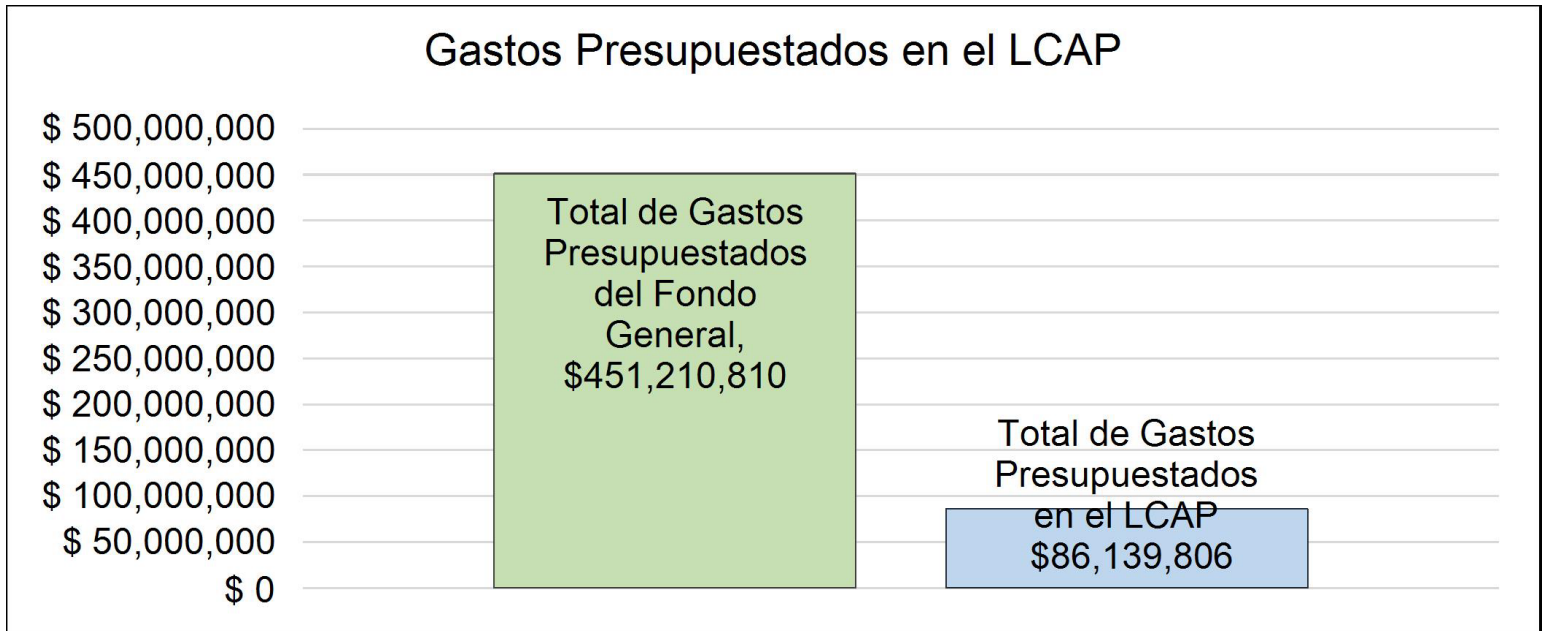 Gastos Presupuestados en el LCAP
$ 500,000,000
$ 450,000,000
$ 400,000,000
$ 350,000,000
$ 300,000,000
$ 250,000,000
$ 200,000,000
$ 150,000,000
$ 100,000,000
$ 50,000,000
$ 0
Total de Gastos
Presupuestados
del Fondo
General,
$451,210,810
Total de Gastos
Presupuestados
en el LCAP
$86,139,806